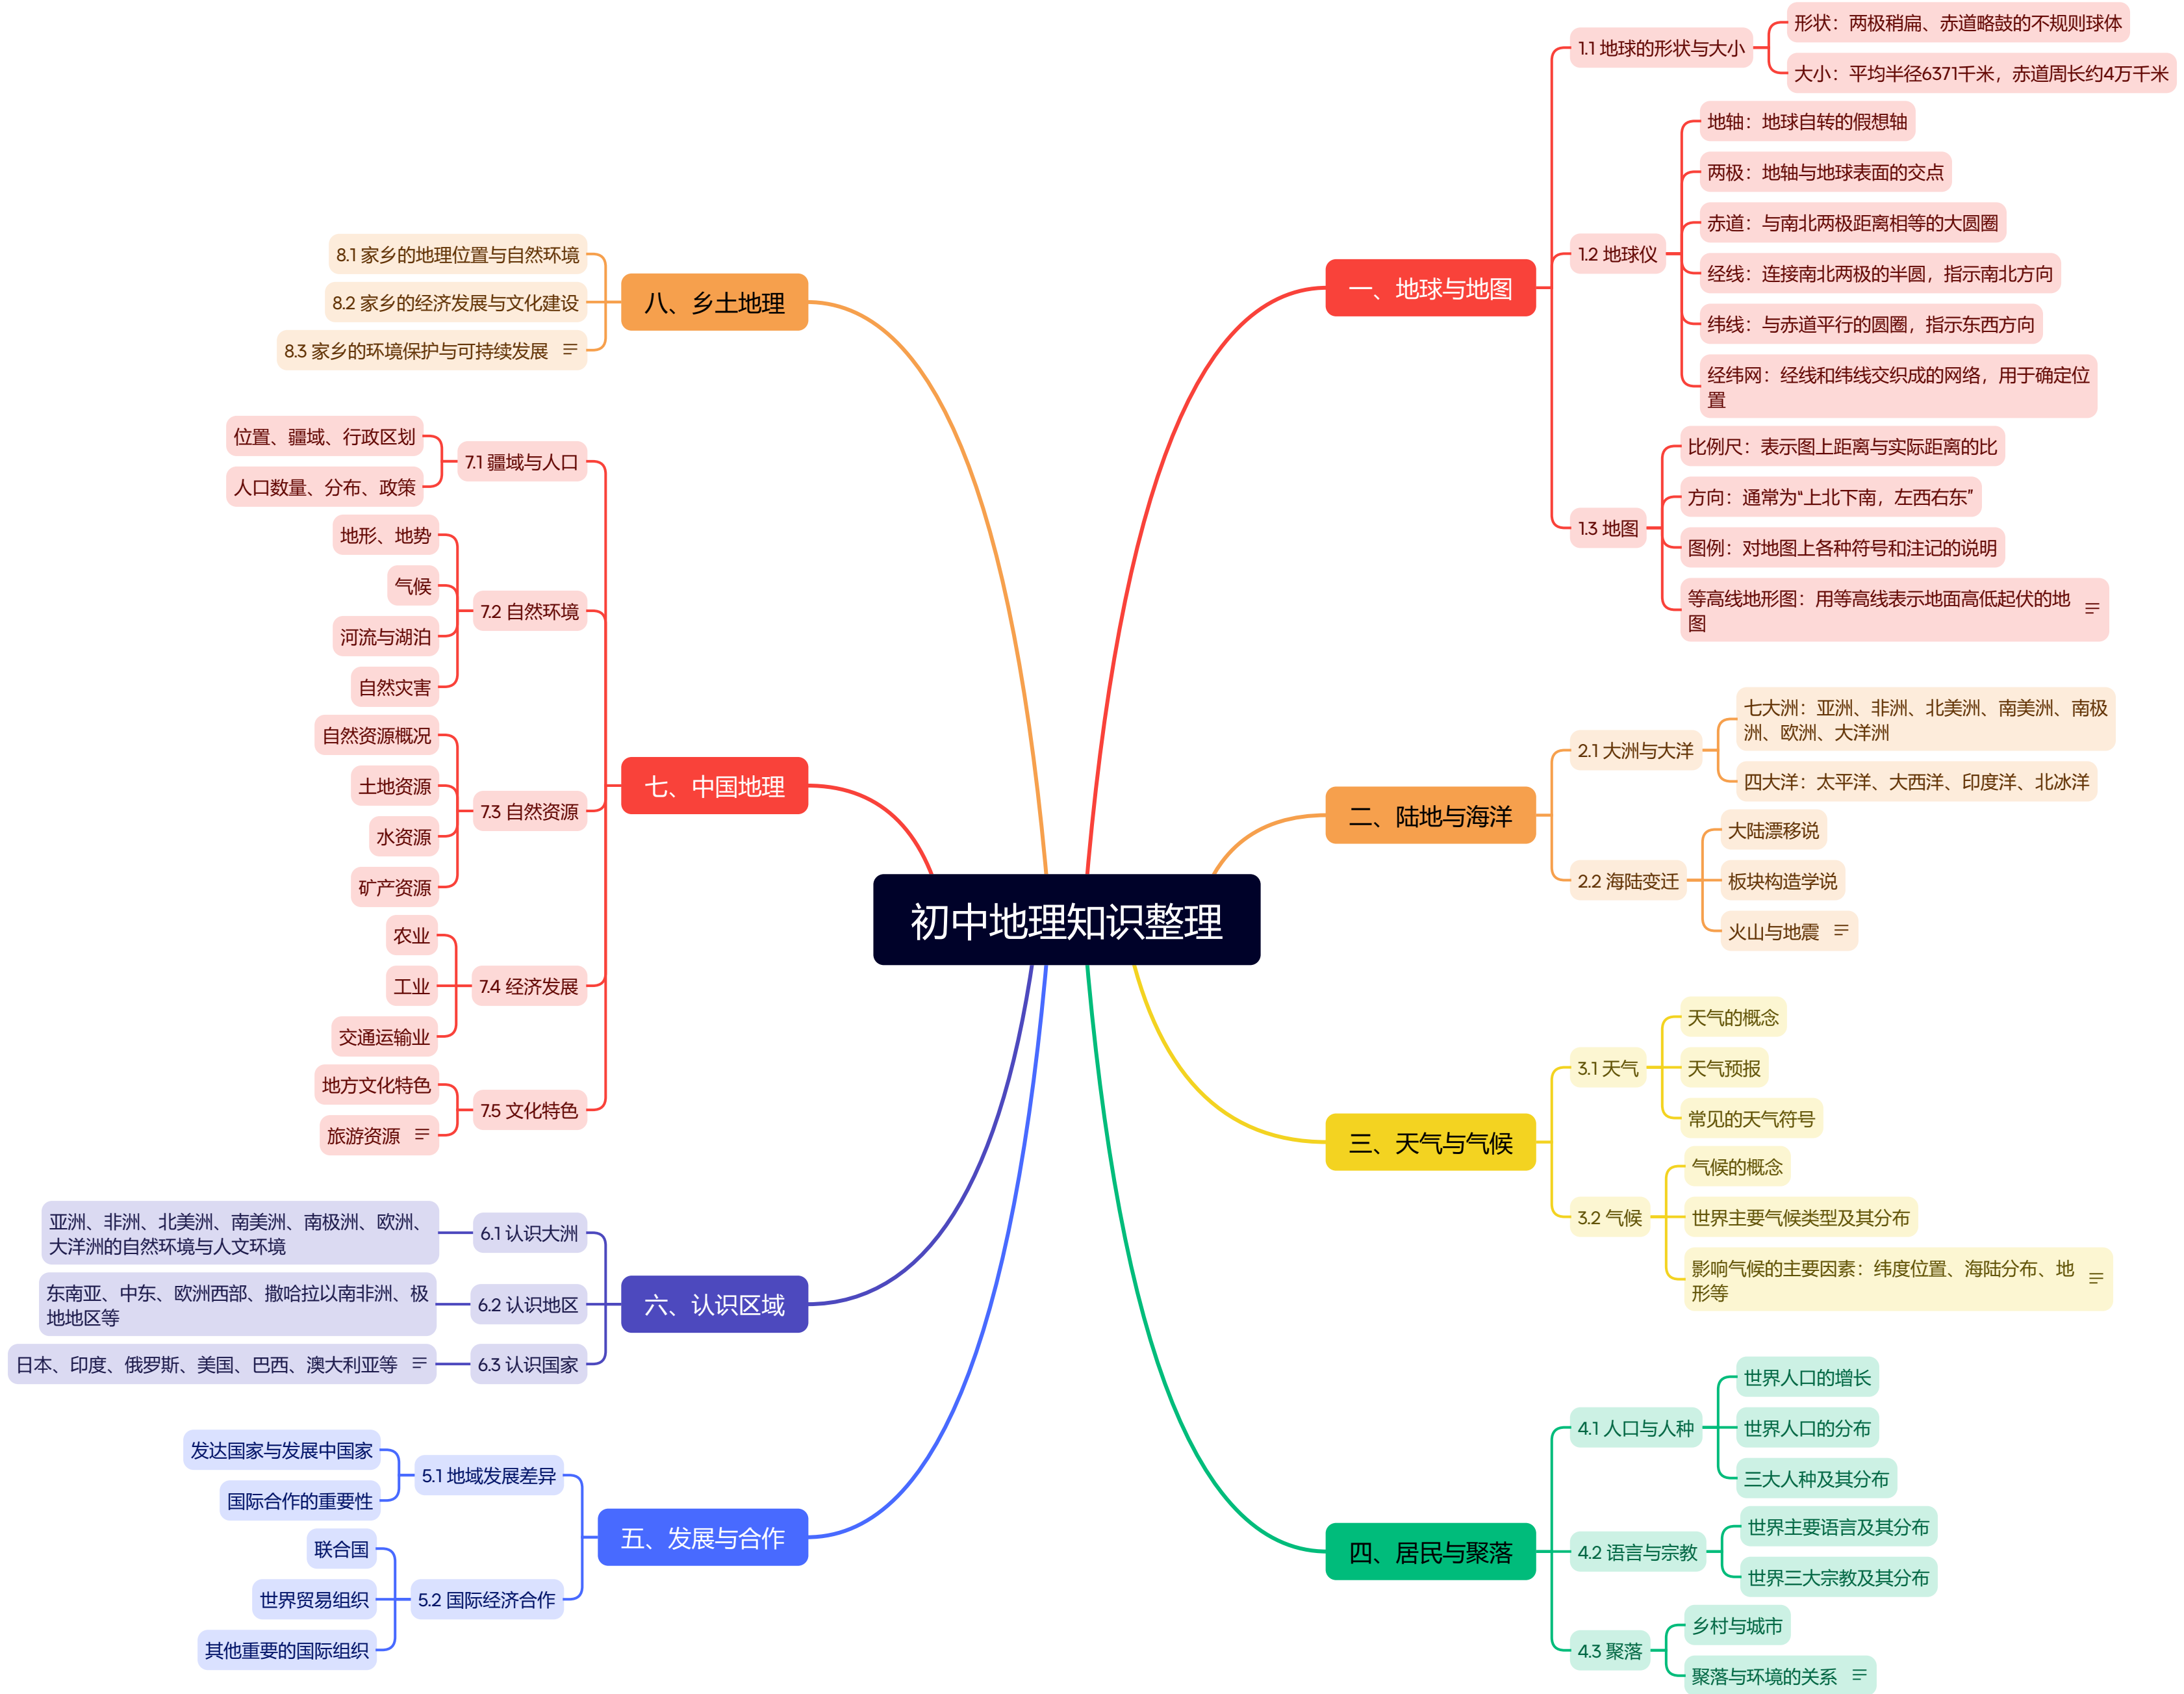 初中地理知识整理
一、地球与地图
1.1 地球的形状与大小
形状：两极稍扁、赤道略鼓的不规则球体
大小：平均半径6371千米，赤道周长约4万千米
1.2 地球仪
地轴：地球自转的假想轴
两极：地轴与地球表面的交点
赤道：与南北两极距离相等的大圆圈
经线：连接南北两极的半圆，指示南北方向
纬线：与赤道平行的圆圈，指示东西方向
经纬网：经线和纬线交织成的网络，用于确定位
置
1.3 地图
比例尺：表示图上距离与实际距离的比
方向：通常为“上北下南，左西右东”
图例：对地图上各种符号和注记的说明
等高线地形图：用等高线表示地面高低起伏的地
图
二、陆地与海洋
2.1 大洲与大洋
七大洲：亚洲、非洲、北美洲、南美洲、南极
洲、欧洲、大洋洲
四大洋：太平洋、大西洋、印度洋、北冰洋
2.2 海陆变迁
大陆漂移说
板块构造学说
火山与地震
三、天气与气候
3.1 天气
天气的概念
天气预报
常见的天气符号
3.2 气候
气候的概念
世界主要气候类型及其分布
影响气候的主要因素：纬度位置、海陆分布、地
形等
四、居民与聚落
4.1 人口与人种
世界人口的增长
世界人口的分布
三大人种及其分布
4.2 语言与宗教
世界主要语言及其分布
世界三大宗教及其分布
4.3 聚落
乡村与城市
聚落与环境的关系
五、发展与合作
5.1 地域发展差异
发达国家与发展中国家
国际合作的重要性
5.2 国际经济合作
联合国
世界贸易组织
其他重要的国际组织
六、认识区域
6.1 认识大洲
亚洲、非洲、北美洲、南美洲、南极洲、欧洲、
大洋洲的自然环境与人文环境
6.2 认识地区
东南亚、中东、欧洲西部、撒哈拉以南非洲、极
地地区等
6.3 认识国家
日本、印度、俄罗斯、美国、巴西、澳大利亚等
七、中国地理
7.1 疆域与人口
位置、疆域、行政区划
人口数量、分布、政策
7.2 自然环境
地形、地势
气候
河流与湖泊
自然灾害
7.3 自然资源
自然资源概况
土地资源
水资源
矿产资源
7.4 经济发展
农业
工业
交通运输业
7.5 文化特色
地方文化特色
旅游资源
八、乡土地理
8.1 家乡的地理位置与自然环境
8.2 家乡的经济发展与文化建设
8.3 家乡的环境保护与可持续发展